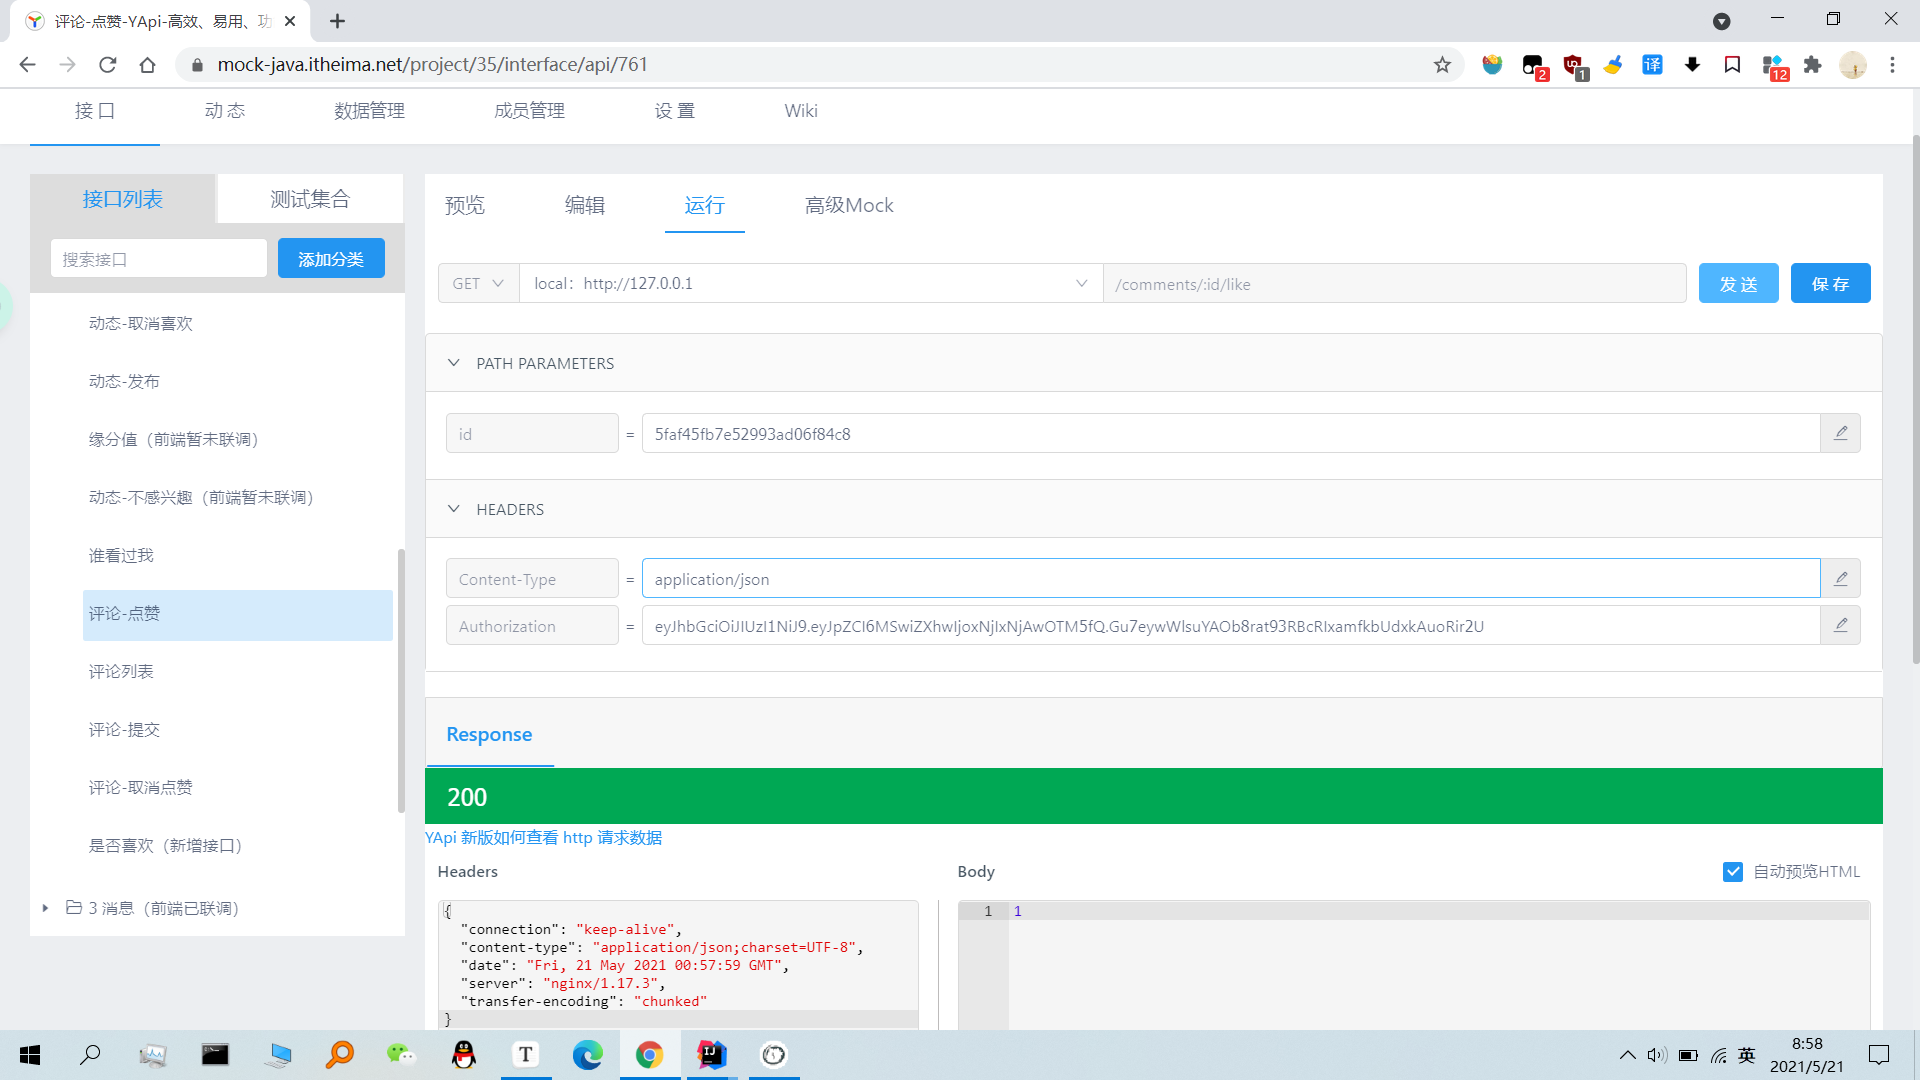 评论-点赞-YApi-高效、易用、功
mock-java.itheima.net/project/35/interface/api/761
2
1
译
12
接 口
动 态
数据管理
成员管理
设 置
Wiki
接口列表
测试集合
搜索接口
添加分类
动态-取消喜欢
动态-发布
缘分值（前端暂未联调）
动态-不感兴趣（前端暂未联调）
谁看过我
评论-点赞
评论列表
评论-提交
评论-取消点赞
是否喜欢（新增接口）
3 消息（前端已联调）
预览
编辑
运行
高级Mock
GET
local：http://127.0.0.1
/comments/:id/like
发 送
保 存
PATH PARAMETERS
id
=
5faf45fb7e52993ad06f84c8
HEADERS
Content-Type
=
application/json
Authorization
=
eyJhbGciOiJIUzI1NiJ9.eyJpZCI6MSwiZXhwIjoxNjIxNjAwOTM5fQ.Gu7eywWlsuYAOb8rat93RBcRIxamfkbUdxkAuoRir2U
Response
200
YApi 新版如何查看 http 请求数据
Headers
Body
自动预览HTML
{
"connection": "keep-alive",
"content-type": "application/json;charset=UTF-8",
"date": "Fri, 21 May 2021 00:57:59 GMT",
"server": "nginx/1.17.3",
"transfer-encoding": "chunked"
}
1
1
T
IJ
英
8:58
2021/5/21